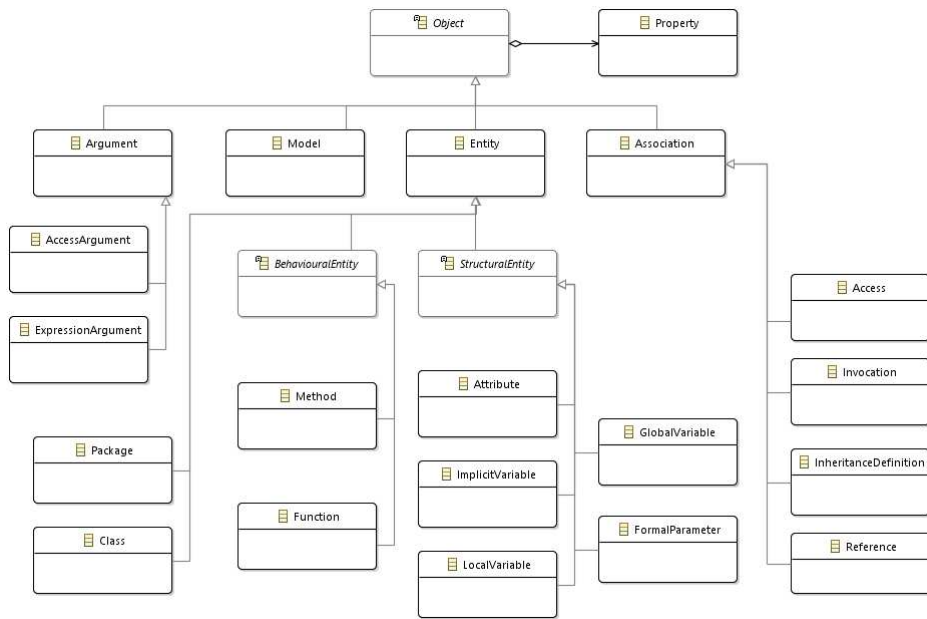 Object
Property
Argument
Model
Entity
Association
AccessArgument
BehaviouralEntity
StructuralEntity
Access
ExpressionArgument
Method
Attribute
Invocation
Package
GlobalVariable
ImplicitVariable
InheritanceDefinition
Class
Function
FormalParameter
LocalVariable
Reference